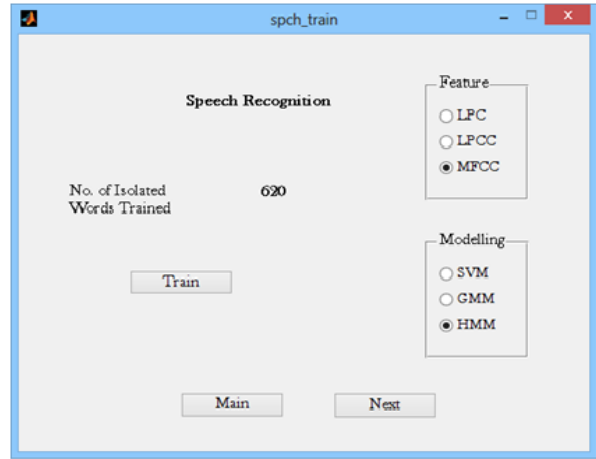 spch_train
Speech Recognition
Feature
LPC
LPCC
MFCC
No. of Isolated
Words Trained
620
Modelling
SVM
GMM
HMM
Train
Main
Next